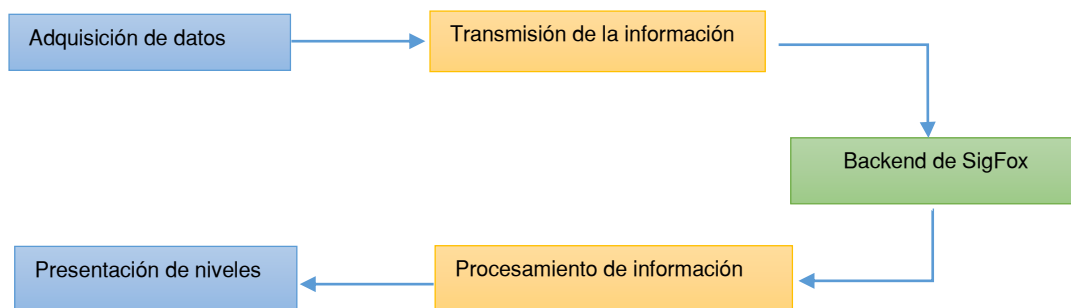 Adquisición de datos
Transmisión de la información
Backend de SigFox
Procesamiento de información
Presentación de niveles